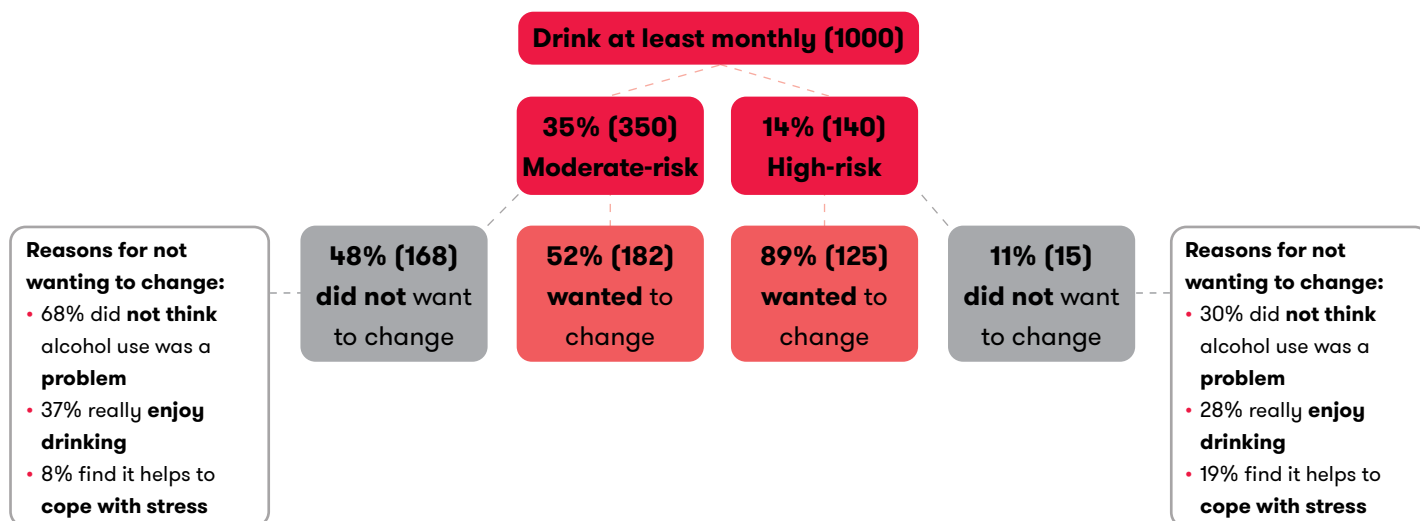 Drink at least monthly (1000)
35% (350)
Moderate-risk
14% (140)
High-risk
Reasons for not
wanting to change:
• 68% did not think
alcohol use was a
problem
• 37% really enjoy
drinking
• 8% find it helps to
cope with stress
48% (168)
did not want
to change
52% (182)
wanted to
change
89% (125)
wanted to
change
11% (15)
did not want
to change
Reasons for not
wanting to change:
• 30% did not think
alcohol use was a
problem
• 28% really enjoy
drinking
• 19% find it helps to
cope with stress